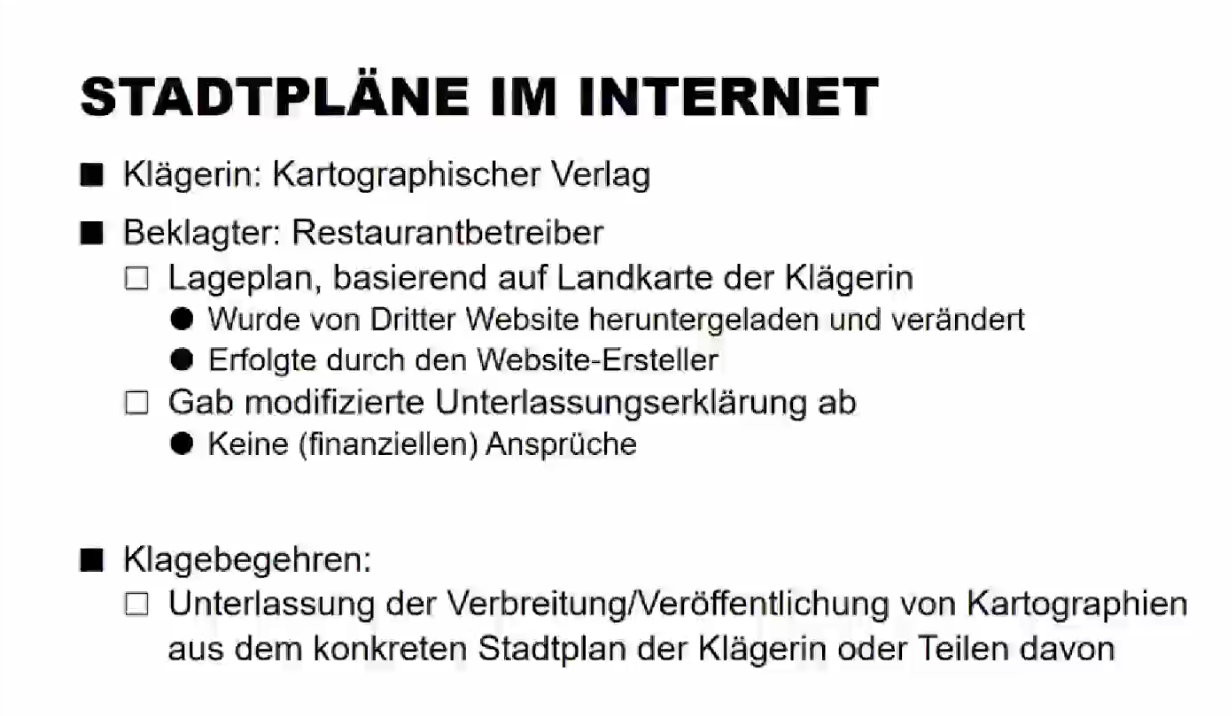 STADTPLÄNE IM INTERNET
Klägerin: Kartographischer Verlag
Beklagter: Restaurantbetreiber
Lageplan, basierend auf Landkarte der Klägerin
Wurde von Dritter Website heruntergeladen und verändert
Erfolgte durch den Website-Ersteller
Gab modifizierte Unterlassungserklärung ab
Keine (finanziellen) Ansprüche
Klagebegehren:
Unterlassung der Verbreitung/Veröffentlichung von Kartographien
aus dem konkreten Stadtplan der Klägerin oder Teilen davon